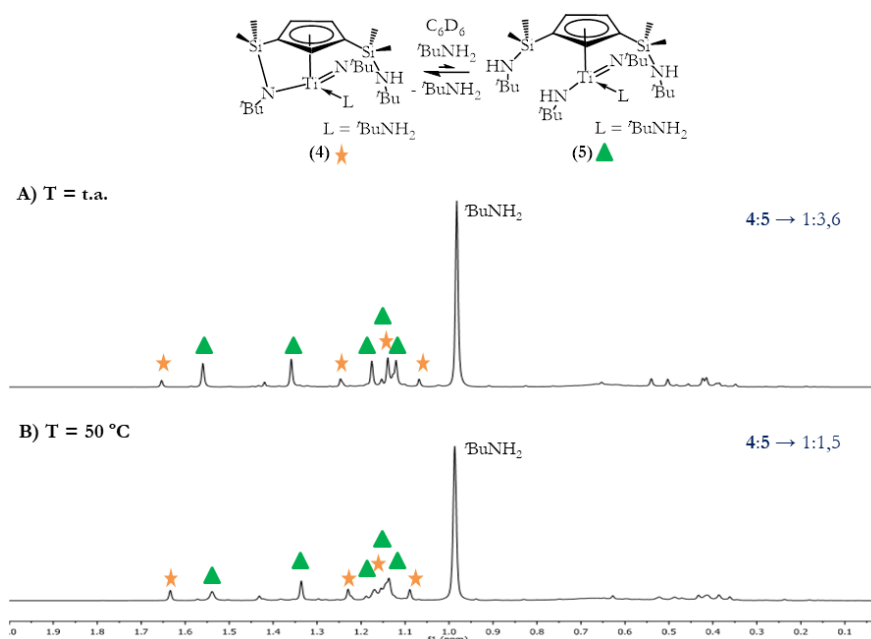 C₆D₆
ᵗBuNH₂
- ᵗBuNH₂
Si
Ti
NᵗBu
NH
ᵗBu
N
ᵗBu
L
L = ᵗBuNH₂
(4)
Si
HN
ᵗBu
Si
Ti
NᵗBu
NH
ᵗBu
HN
ᵗBu
L
L = ᵗBuNH₂
(5)
A) T = t.a.
ᵗBuNH₂
4:5 → 1:3,6
B) T = 50 ºC
ᵗBuNH₂
4:5 → 1:1,5
1.9 1.8 1.7 1.6 1.5 1.4 1.3 1.2 1.1 1.0 0.9 0.8 0.7 0.6 0.5 0.4 0.3 0.2 0.1